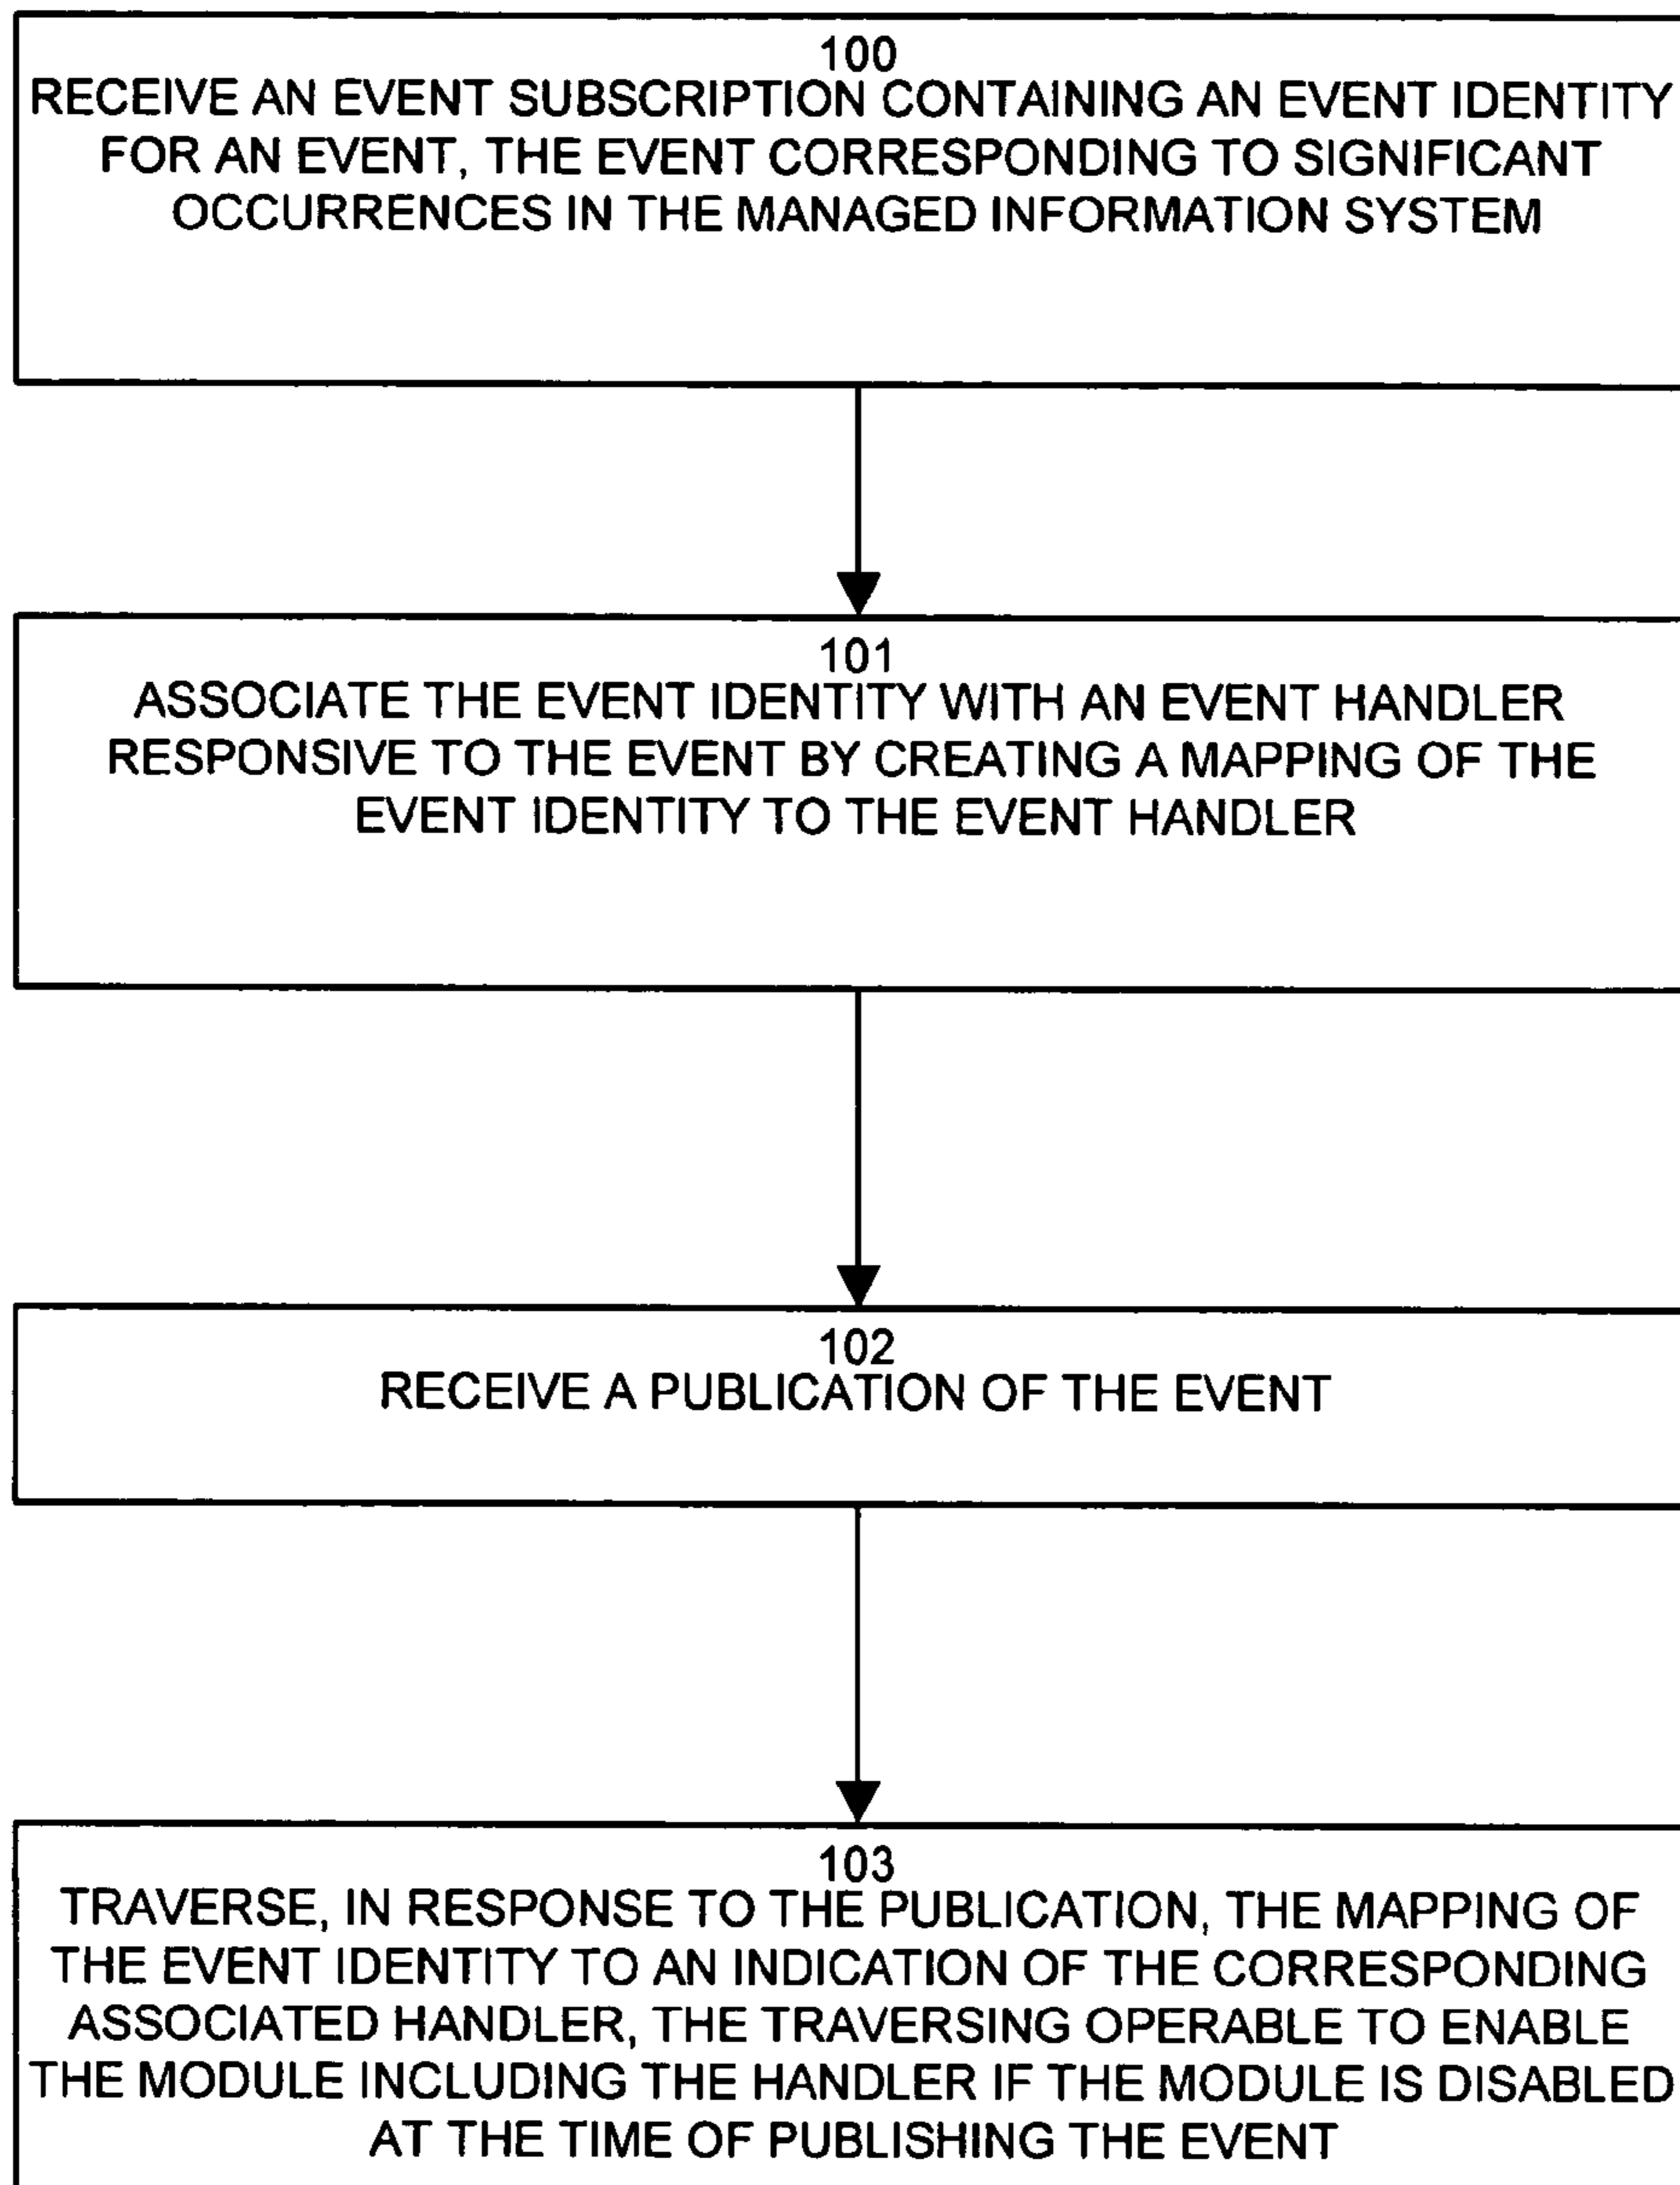 100
RECEIVE AN EVENT SUBSCRIPTION CONTAINING AN EVENT IDENTITY
FOR AN EVENT, THE EVENT CORRESPONDING TO SIGNIFICANT
OCCURRENCES IN THE MANAGED INFORMATION SYSTEM
101
ASSOCIATE THE EVENT IDENTITY WITH AN EVENT HANDLER
RESPONSIVE TO THE EVENT BY CREATING A MAPPING OF THE
EVENT IDENTITY TO THE EVENT HANDLER
102
RECEIVE A PUBLICATION OF THE EVENT
103
TRAVERSE, IN RESPONSE TO THE PUBLICATION, THE MAPPING OF
THE EVENT IDENTITY TO AN INDICATION OF THE CORRESPONDING
ASSOCIATED HANDLER, THE TRAVERSING OPERABLE TO ENABLE
THE MODULE INCLUDING THE HANDLER IF THE MODULE IS DISABLED
AT THE TIME OF PUBLISHING THE EVENT